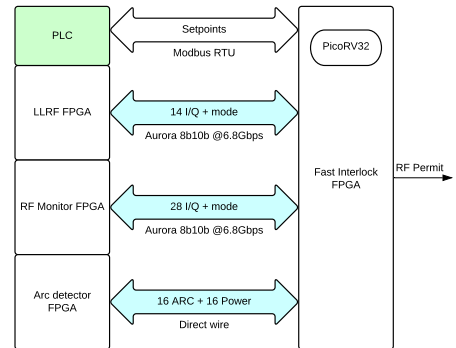 PLC
Setpoints
Modbus RTU
PicoRV32
LLRF FPGA
14 I/Q + mode
Aurora 8b10b @6.8Gbps
Fast Interlock
FPGA
RF Permit
RF Monitor FPGA
28 I/Q + mode
Aurora 8b10b @6.8Gbps
Arc detector
FPGA
16 ARC + 16 Power
Direct wire